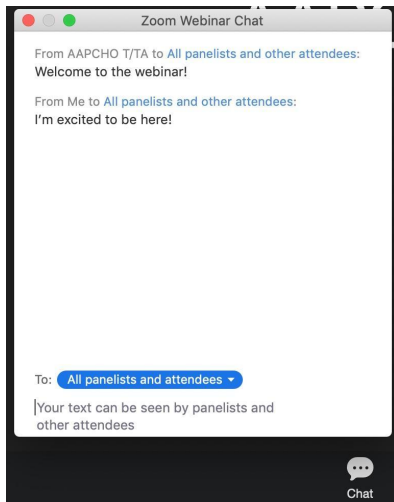 Zoom Webinar Chat
From AAPCHO T/TA to All panelists and other attendees:
Welcome to the webinar!
From Me to All panelists and other attendees:
I'm excited to be here!
To: All panelists and attendees
Your text can be seen by panelists and
other attendees
Chat